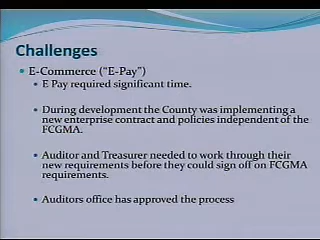 Challenges
E-Commerce ("E-Pay")
E Pay required significant time.
During development the County was implementing a
new enterprise contract and policies independent of the
FCGMA.
Auditor and Treasurer needed to work through their
new requirements before they could sign off on FCGMA
requirements.
Auditors office has approved the process